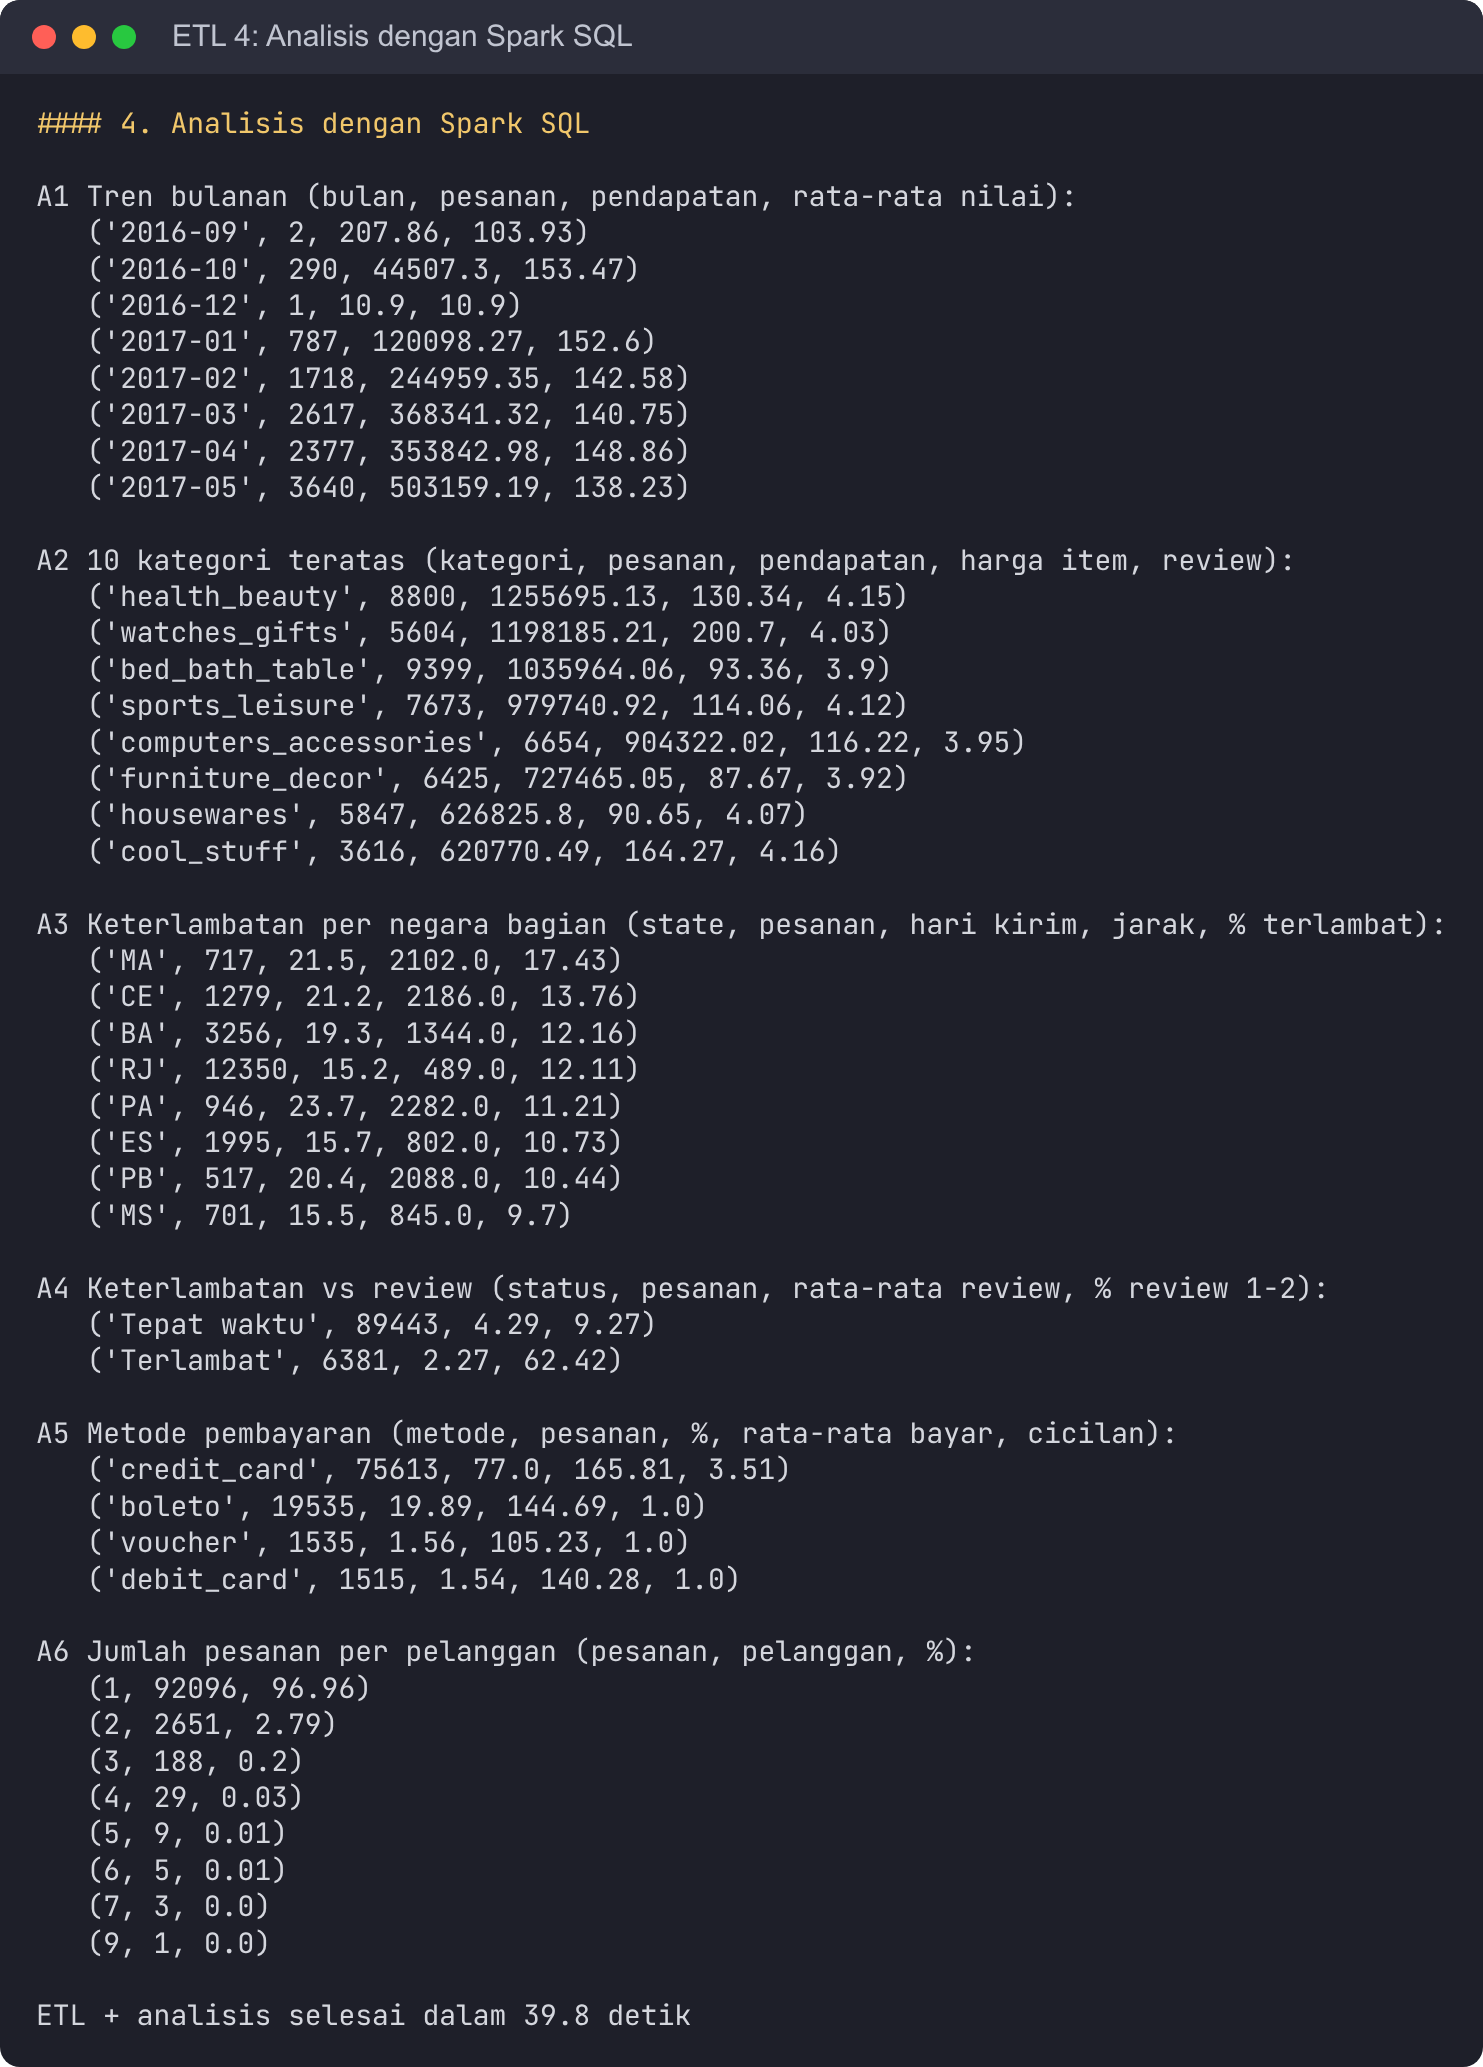 ETL 4: Analisis dengan Spark SQL
#### 4. Analisis dengan Spark SQL
A1 Tren bulanan (bulan, pesanan, pendapatan, rata-rata nilai):
('2016-09', 2, 207.86, 103.93)
('2016-10', 290, 44507.3, 153.47)
('2016-12', 1, 10.9, 10.9)
('2017-01', 787, 120098.27, 152.6)
('2017-02', 1718, 244959.35, 142.58)
('2017-03', 2617, 368341.32, 140.75)
('2017-04', 2377, 353842.98, 148.86)
('2017-05', 3640, 503159.19, 138.23)
A2 10 kategori teratas (kategori, pesanan, pendapatan, harga item, review):
('health_beauty', 8800, 1255695.13, 130.34, 4.15)
('watches_gifts', 5604, 1198185.21, 200.7, 4.03)
('bed_bath_table', 9399, 1035964.06, 93.36, 3.9)
('sports_leisure', 7673, 979740.92, 114.06, 4.12)
('computers_accessories', 6654, 904322.02, 116.22, 3.95)
('furniture_decor', 6425, 727465.05, 87.67, 3.92)
('housewares', 5847, 626825.8, 90.65, 4.07)
('cool_stuff', 3616, 620770.49, 164.27, 4.16)
A3 Keterlambatan per negara bagian (state, pesanan, hari kirim, jarak, % terlambat):
('MA', 717, 21.5, 2102.0, 17.43)
('CE', 1279, 21.2, 2186.0, 13.76)
('BA', 3256, 19.3, 1344.0, 12.16)
('RJ', 12350, 15.2, 489.0, 12.11)
('PA', 946, 23.7, 2282.0, 11.21)
('ES', 1995, 15.7, 802.0, 10.73)
('PB', 517, 20.4, 2088.0, 10.44)
('MS', 701, 15.5, 845.0, 9.7)
A4 Keterlambatan vs review (status, pesanan, rata-rata review, % review 1-2):
('Tepat waktu', 89443, 4.29, 9.27)
('Terlambat', 6381, 2.27, 62.42)
A5 Metode pembayaran (metode, pesanan, %, rata-rata bayar, cicilan):
('credit_card', 75613, 77.0, 165.81, 3.51)
('boleto', 19535, 19.89, 144.69, 1.0)
('voucher', 1535, 1.56, 105.23, 1.0)
('debit_card', 1515, 1.54, 140.28, 1.0)
A6 Jumlah pesanan per pelanggan (pesanan, pelanggan, %):
(1, 92096, 96.96)
(2, 2651, 2.79)
(3, 188, 0.2)
(4, 29, 0.03)
(5, 9, 0.01)
(6, 5, 0.01)
(7, 3, 0.0)
(9, 1, 0.0)
ETL + analisis selesai dalam 39.8 detik